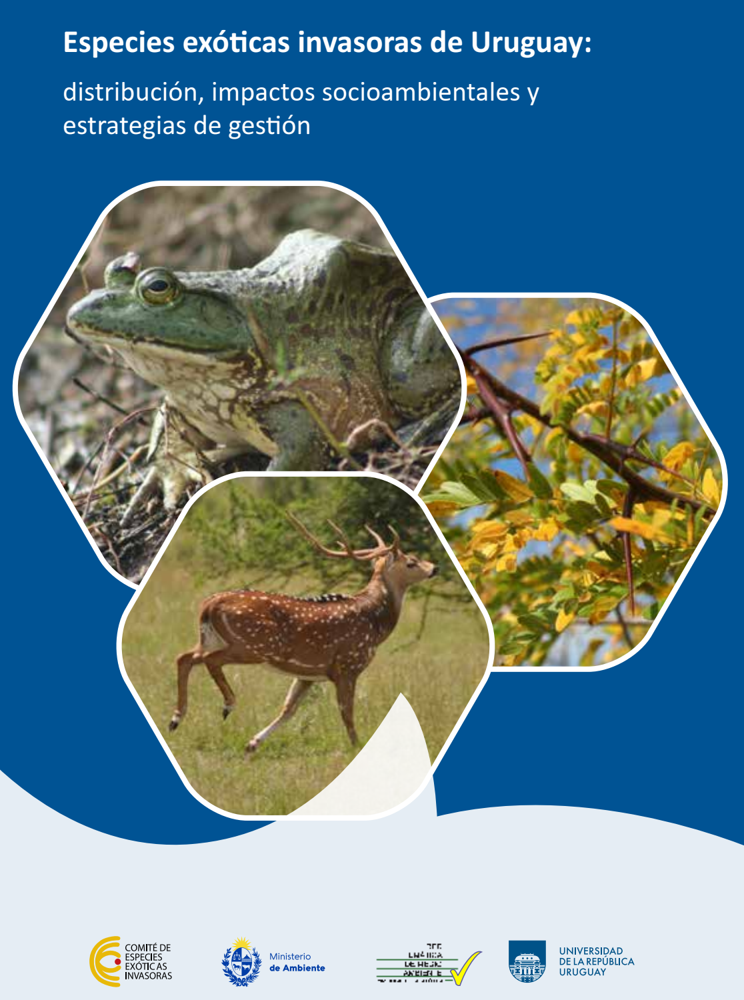 Especies exóticas invasoras de Uruguay:
distribución, impactos socioambientales y
estrategias de gestión
COMITÉ DE
ESPECIES
EXÓTICAS
INVASORAS
Ministerio
de Ambiente
UNIVERSIDAD
DE LA REPÚBLICA
URUGUAY